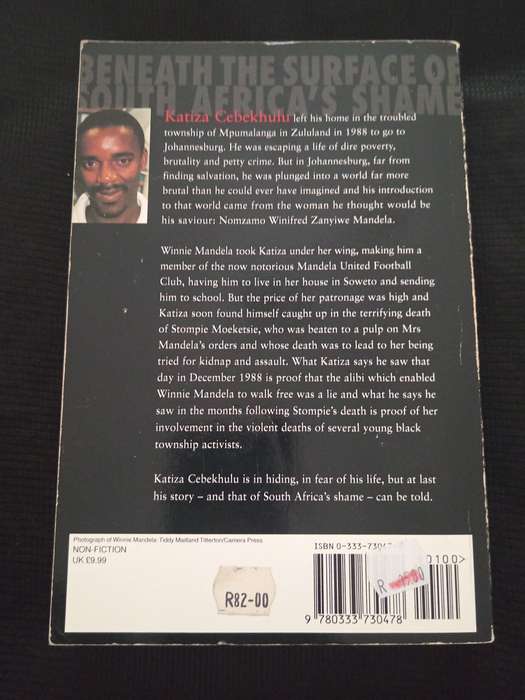 BENEATH THE SURFACE OF
SOUTH AFRICA'S SHAME
Katiza Cebekhulu left his home in the troubled
township of Mpumalanga in Zululand in 1988 to go to
Johannesburg. He was escaping a life of dire poverty,
brutality and petty crime. But in Johannesburg, far from
finding salvation, he was plunged into a world far more
brutal than he could ever have imagined and his introduction
to that world came from the woman he thought would be
his saviour: Nomzamo Winifred Zanyiwe Mandela.
Winnie Mandela took Katiza under her wing, making him a
member of the now notorious Mandela United Football
Club, having him to live in her house in Soweto and sending
him to school. But the price of her patronage was high and
Katiza soon found himself caught up in the terrifying death
of Stompie Moeketsie, who was beaten to a pulp on Mrs
Mandela's orders and whose death was to lead to her being
tried for kidnap and assault. What Katiza says he saw that
day in December 1988 is proof that the alibi which enabled
Winnie Mandela to walk free was a lie and what he says he
saw in the months following Stompie's death is proof of her
involvement in the violent deaths of several young black
township activists.
Katiza Cebekhulu is in hiding, in fear of his life, but at last
his story – and that of South Africa's shame – can be told.
Photograph of Winnie Mandela: Tiddy Maitland Titterton/Camera Press
NON-FICTION
UK £9.99
ISBN 0-333-7304
0100>
R82-00
R
9 780333 730478